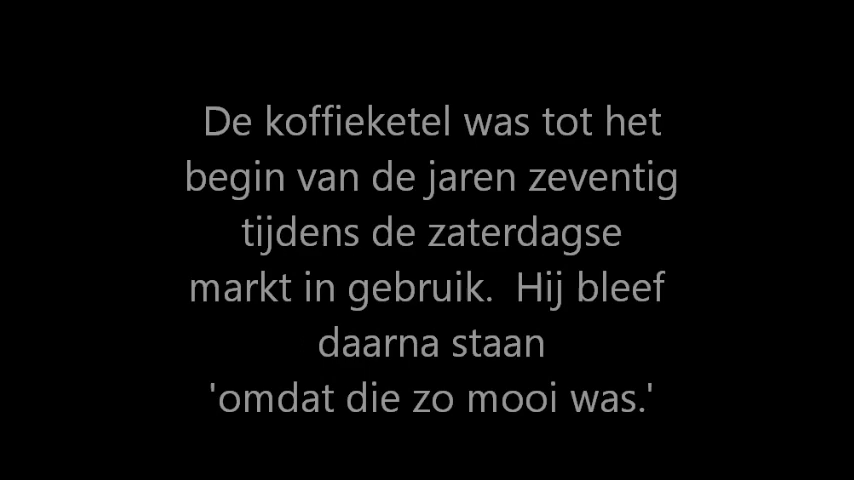 De koffieketel was tot het
begin van de jaren zeventig
tijdens de zaterdagse
markt in gebruik.  Hij bleef
daarna staan
'omdat die zo mooi was.'